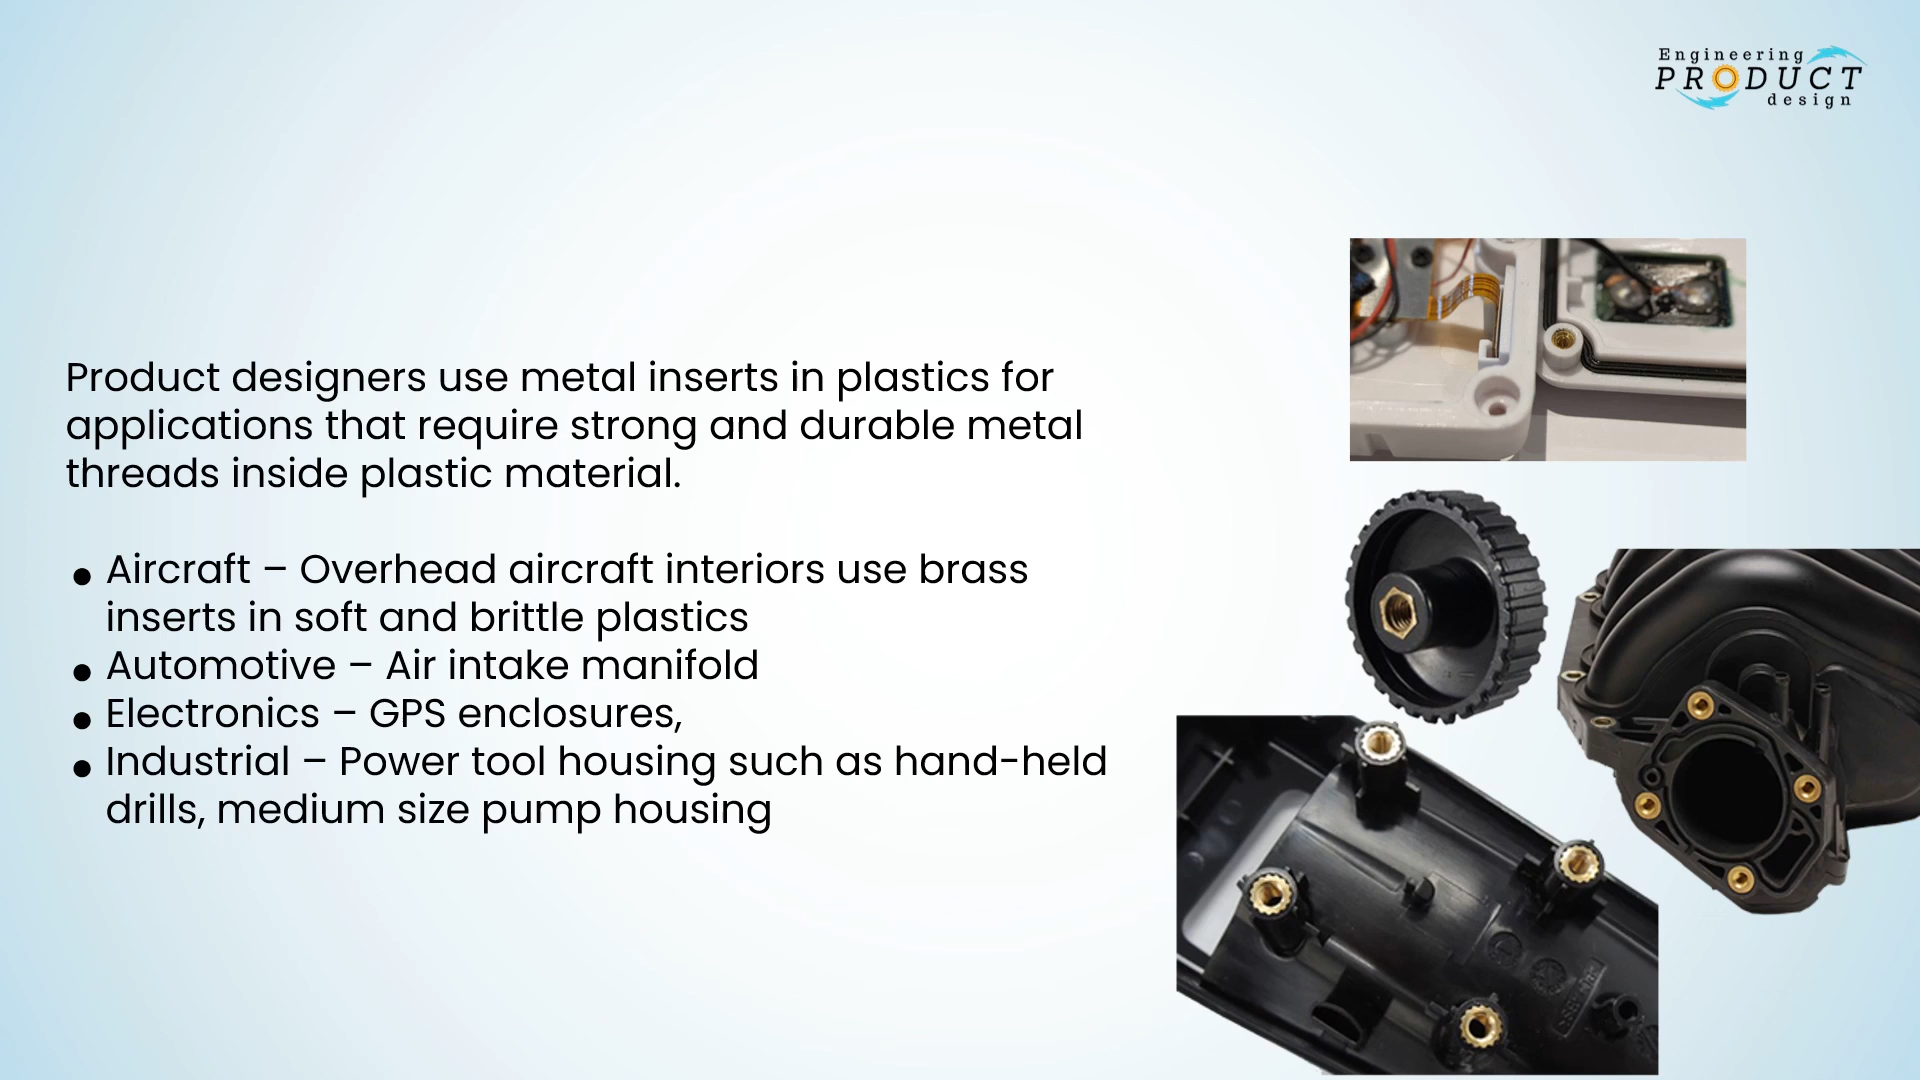 Engineering
PRODUCT
design
Product designers use metal inserts in plastics for
applications that require strong and durable metal
threads inside plastic material.
● Aircraft – Overhead aircraft interiors use brass
inserts in soft and brittle plastics
● Automotive – Air intake manifold
● Electronics – GPS enclosures,
● Industrial – Power tool housing such as hand-held
drills, medium size pump housing